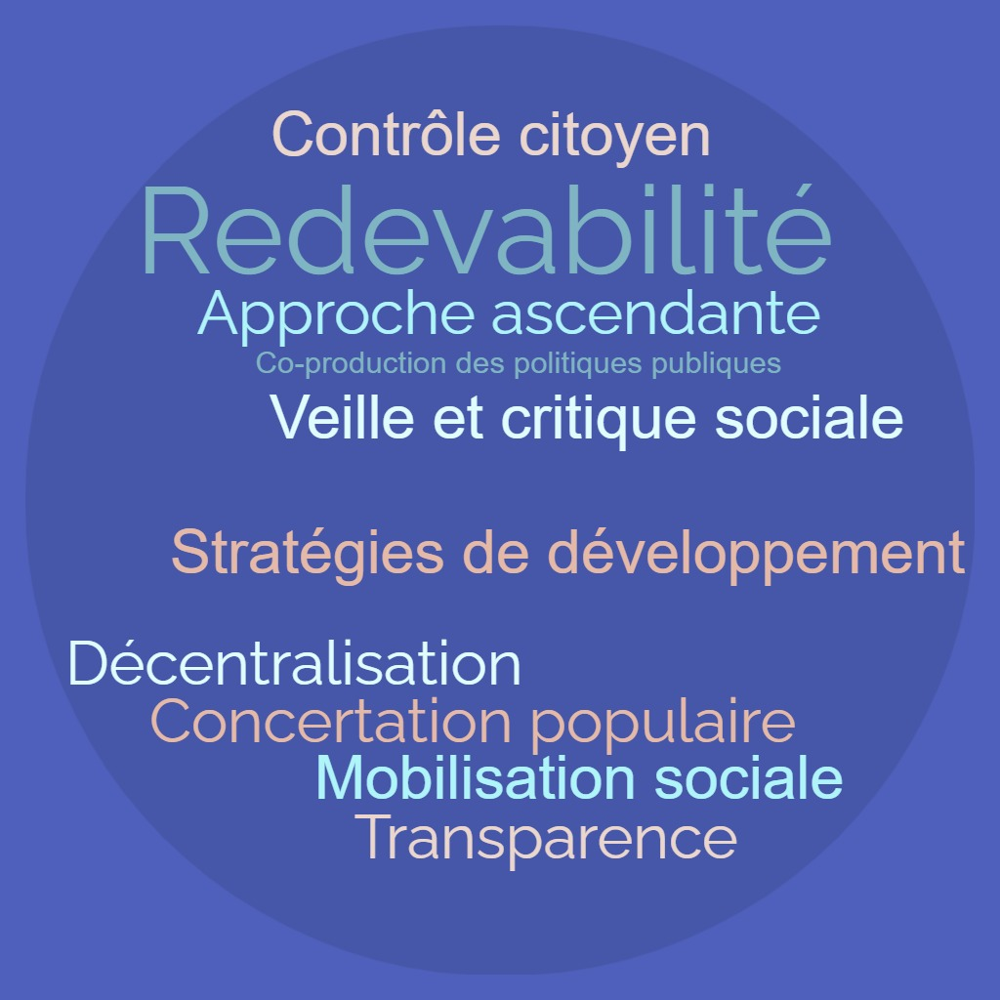 Contrôle citoyen
Redevabilité
Approche ascendante
Co-production des politiques publiques
Veille et critique sociale
Stratégies de développement
Décentralisation
Concertation populaire
Mobilisation sociale
Transparence